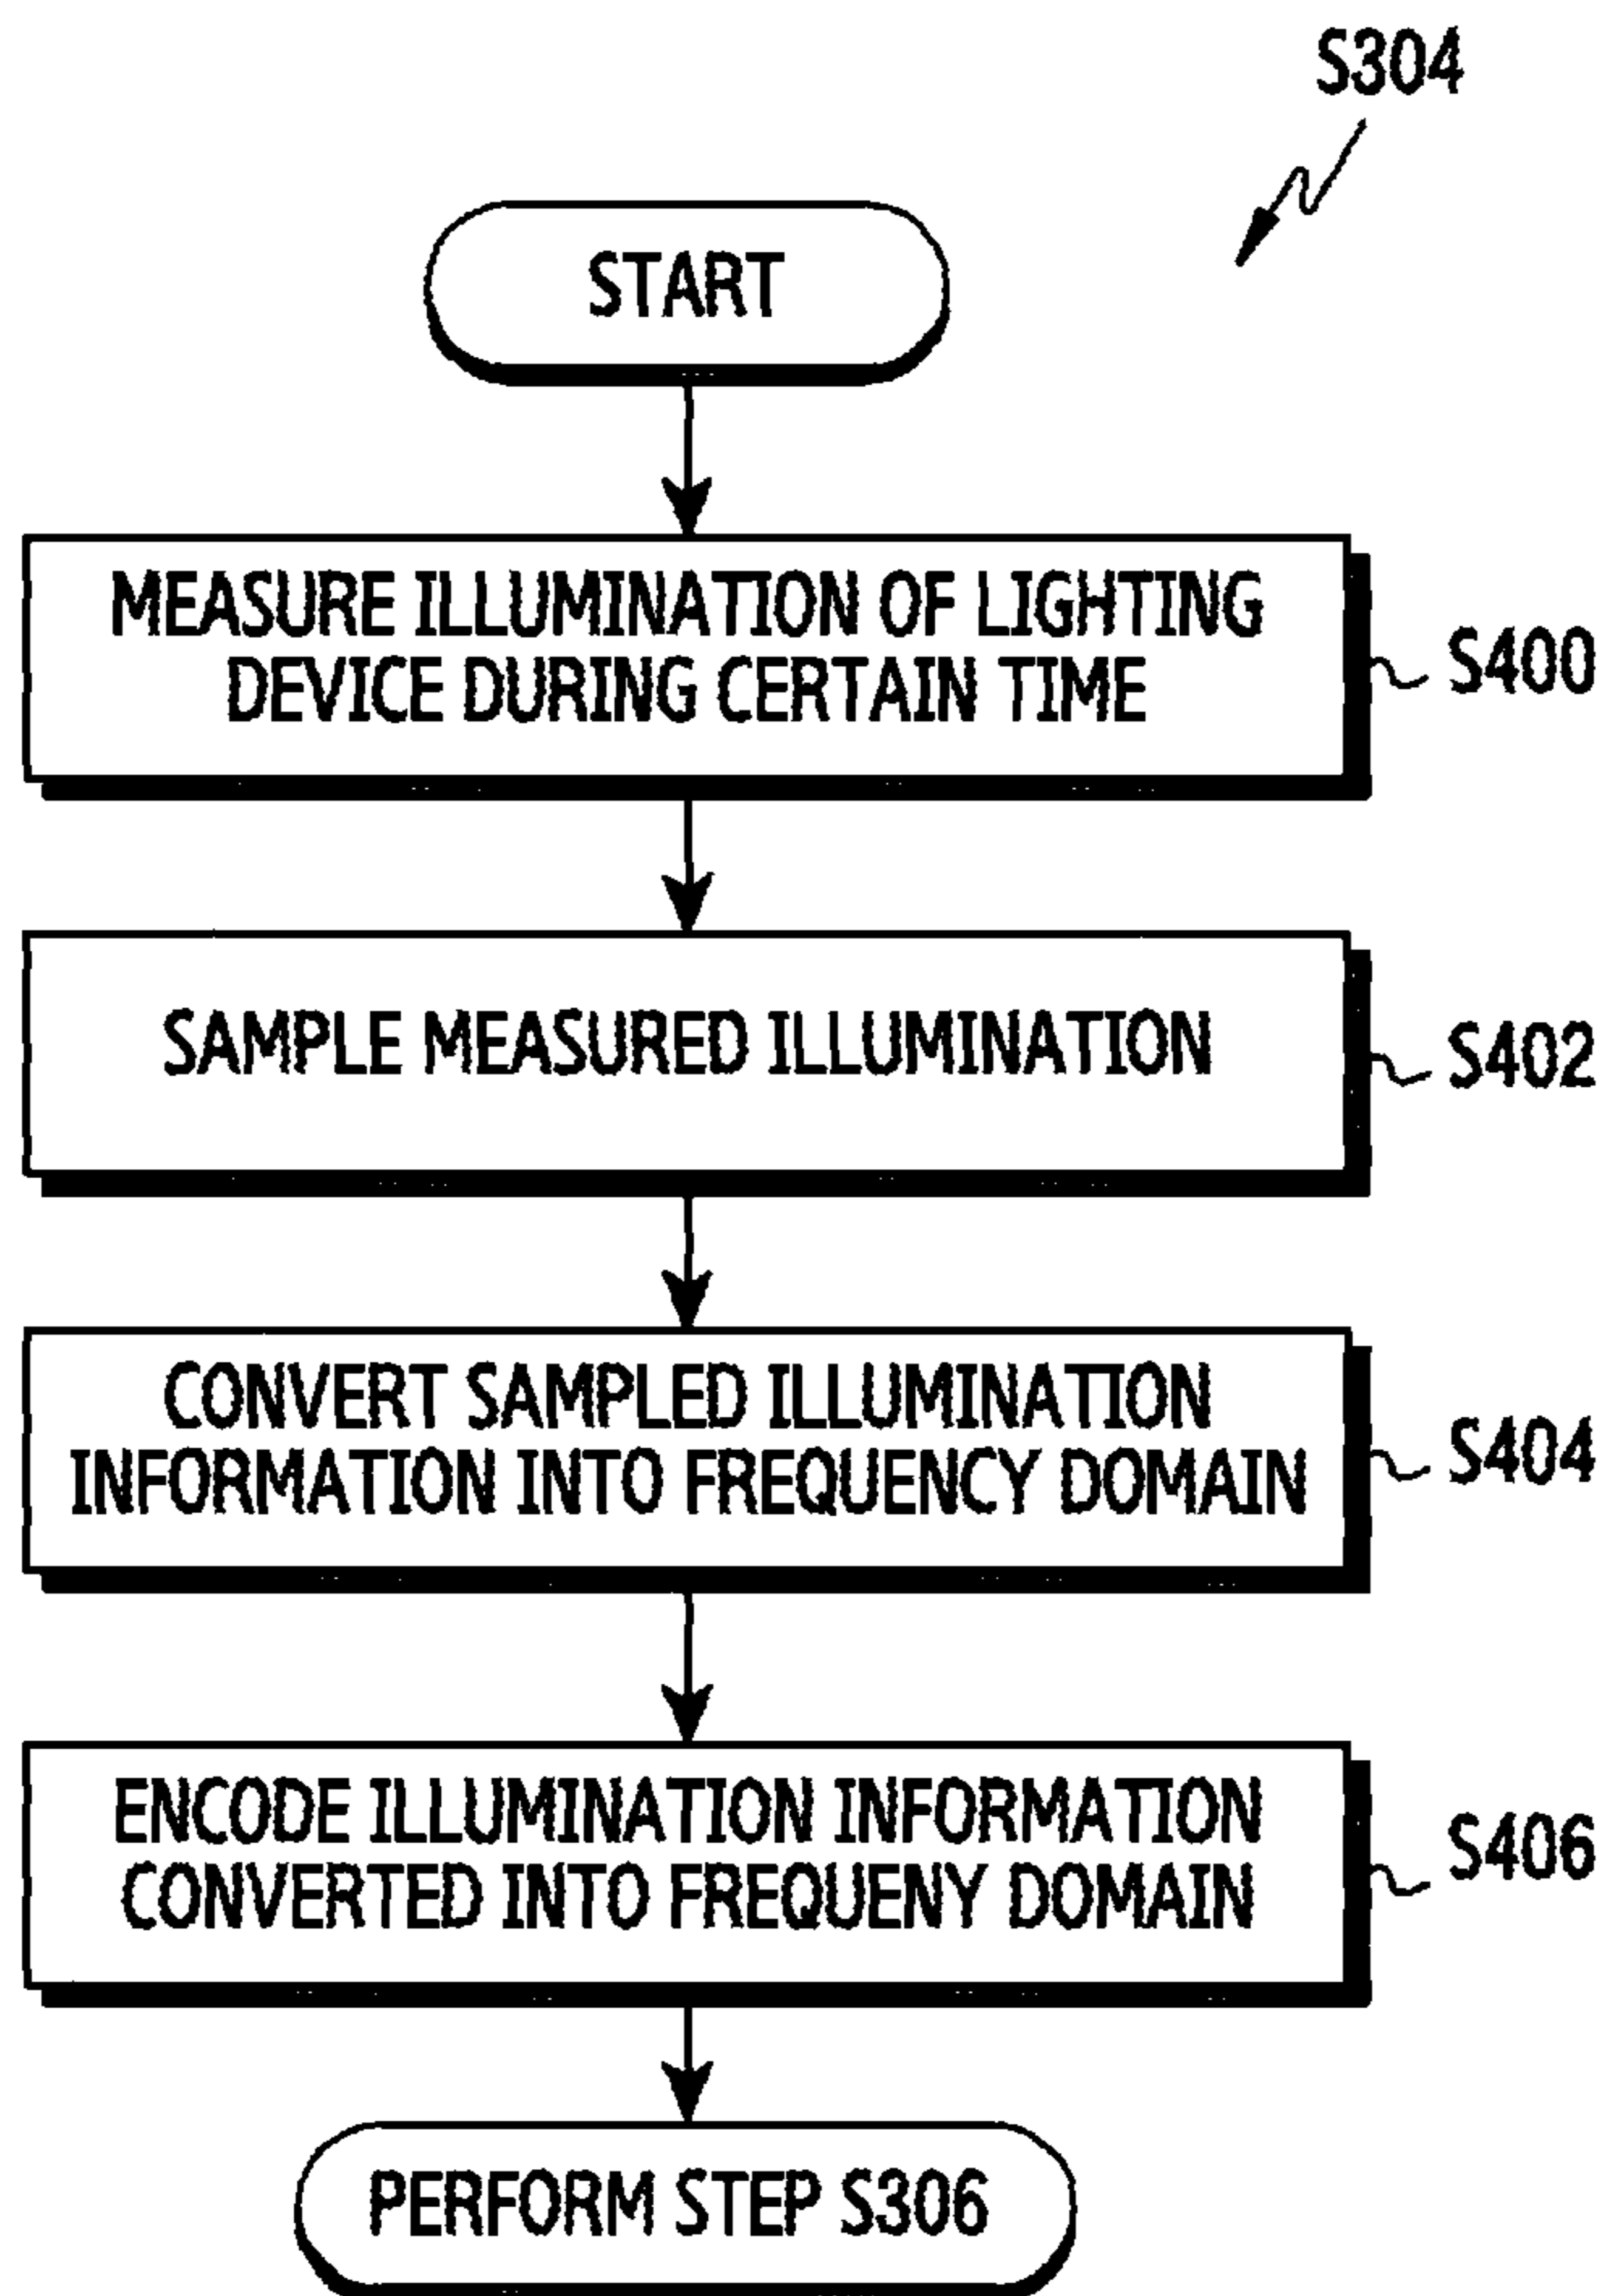 S304
START
MEASURE ILLUMINATION OF LIGHTING
DEVICE DURING CERTAIN TIME
S400
SAMPLE MEASURED ILLUMINATION
S402
CONVERT SAMPLED ILLUMINATION
INFORMATION INTO FREQUENCY DOMAIN
S404
ENCODE ILLUMINATION INFORMATION
CONVERTED INTO FREQUENY DOMAIN
S406
PERFORM STEP S306